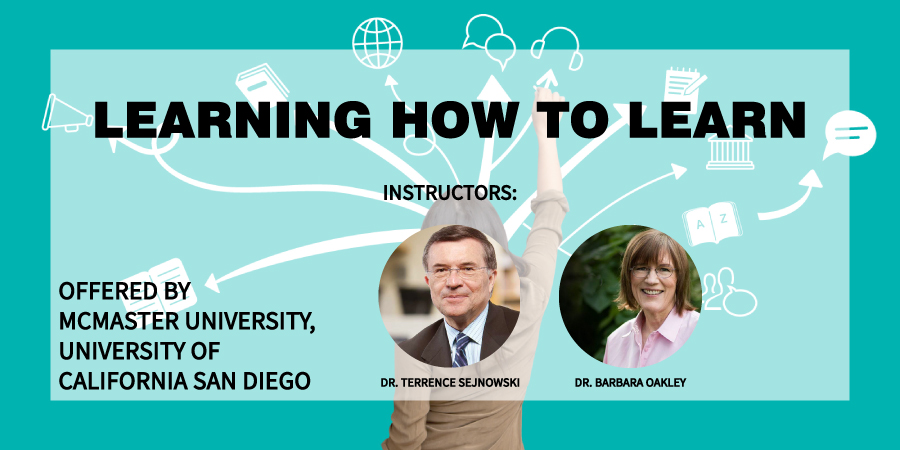 LEARNING HOW TO LEARN
INSTRUCTORS:
A Z
OFFERED BY
MCMASTER UNIVERSITY,
UNIVERSITY OF
CALIFORNIA SAN DIEGO
DR. TERRENCE SEJNOWSKI
DR. BARBARA OAKLEY